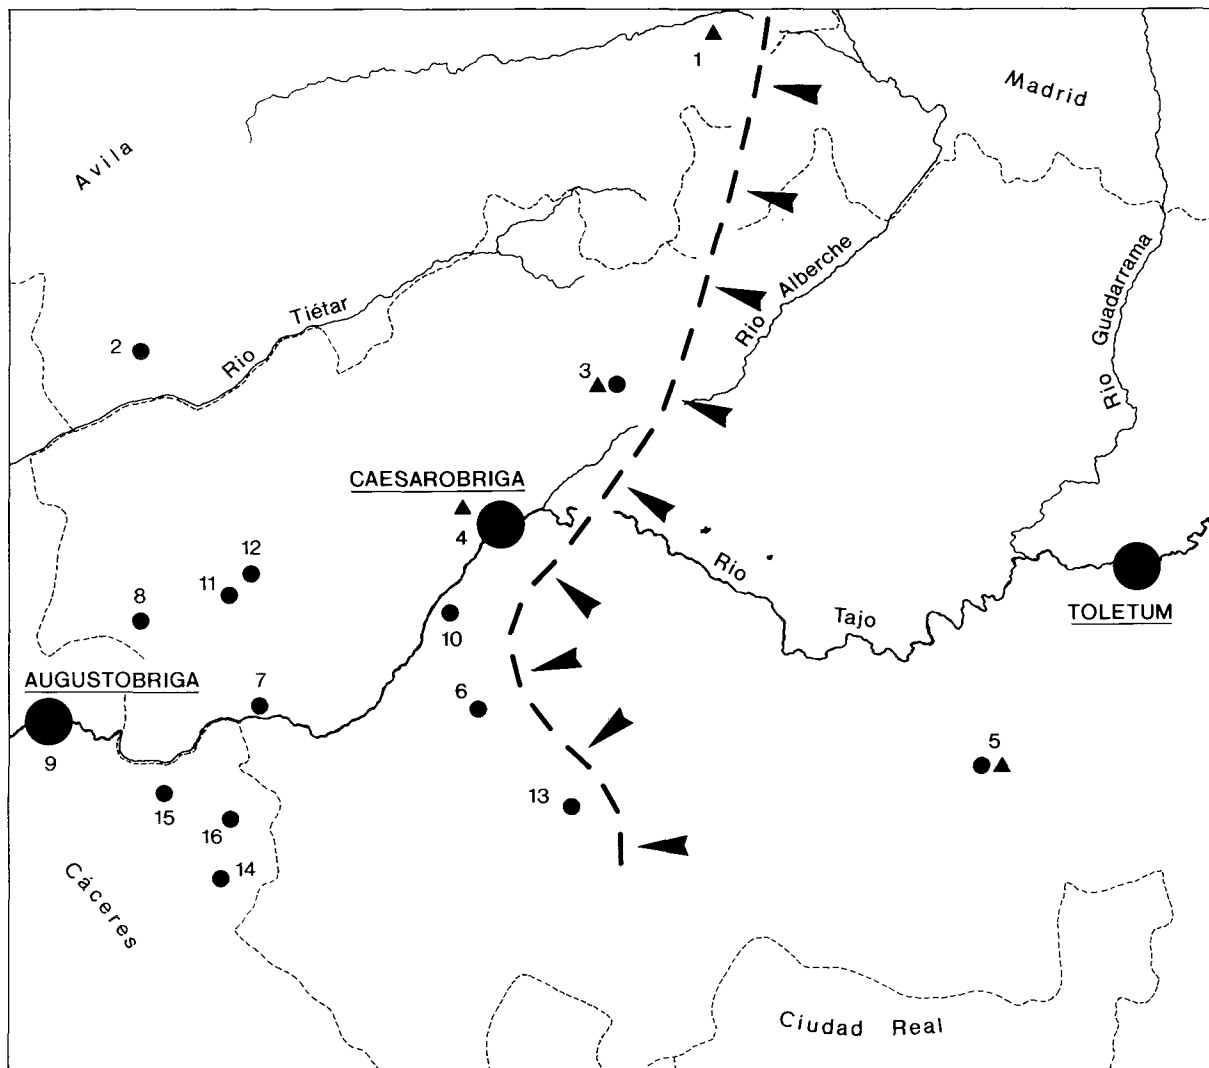 1
Madrid
Avila
Rio Alberche
Rio Guadarrama
Rio Tiétar
2
3
CAESAROBRIGA
4
12
11
8
10
Rio Tajo
TOLETUM
AUGUSTOBRIGA
7
6
9
5
15
13
16
14
Cáceres
Ciudad Real